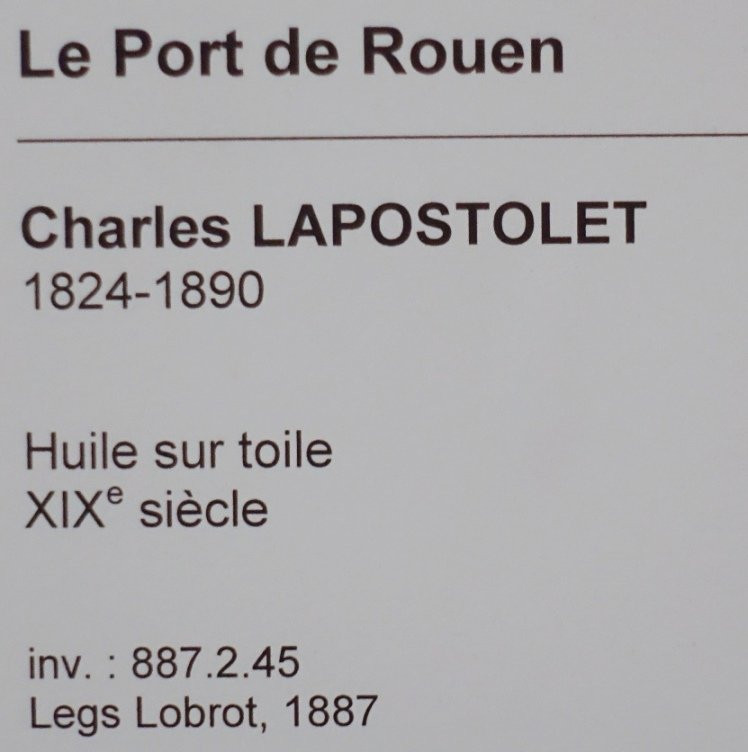 Le Port de Rouen
Charles LAPOSTOLET
1824-1890
Huile sur toile
XIXᵉ siècle
inv. : 887.2.45
Legs Lobrot, 1887